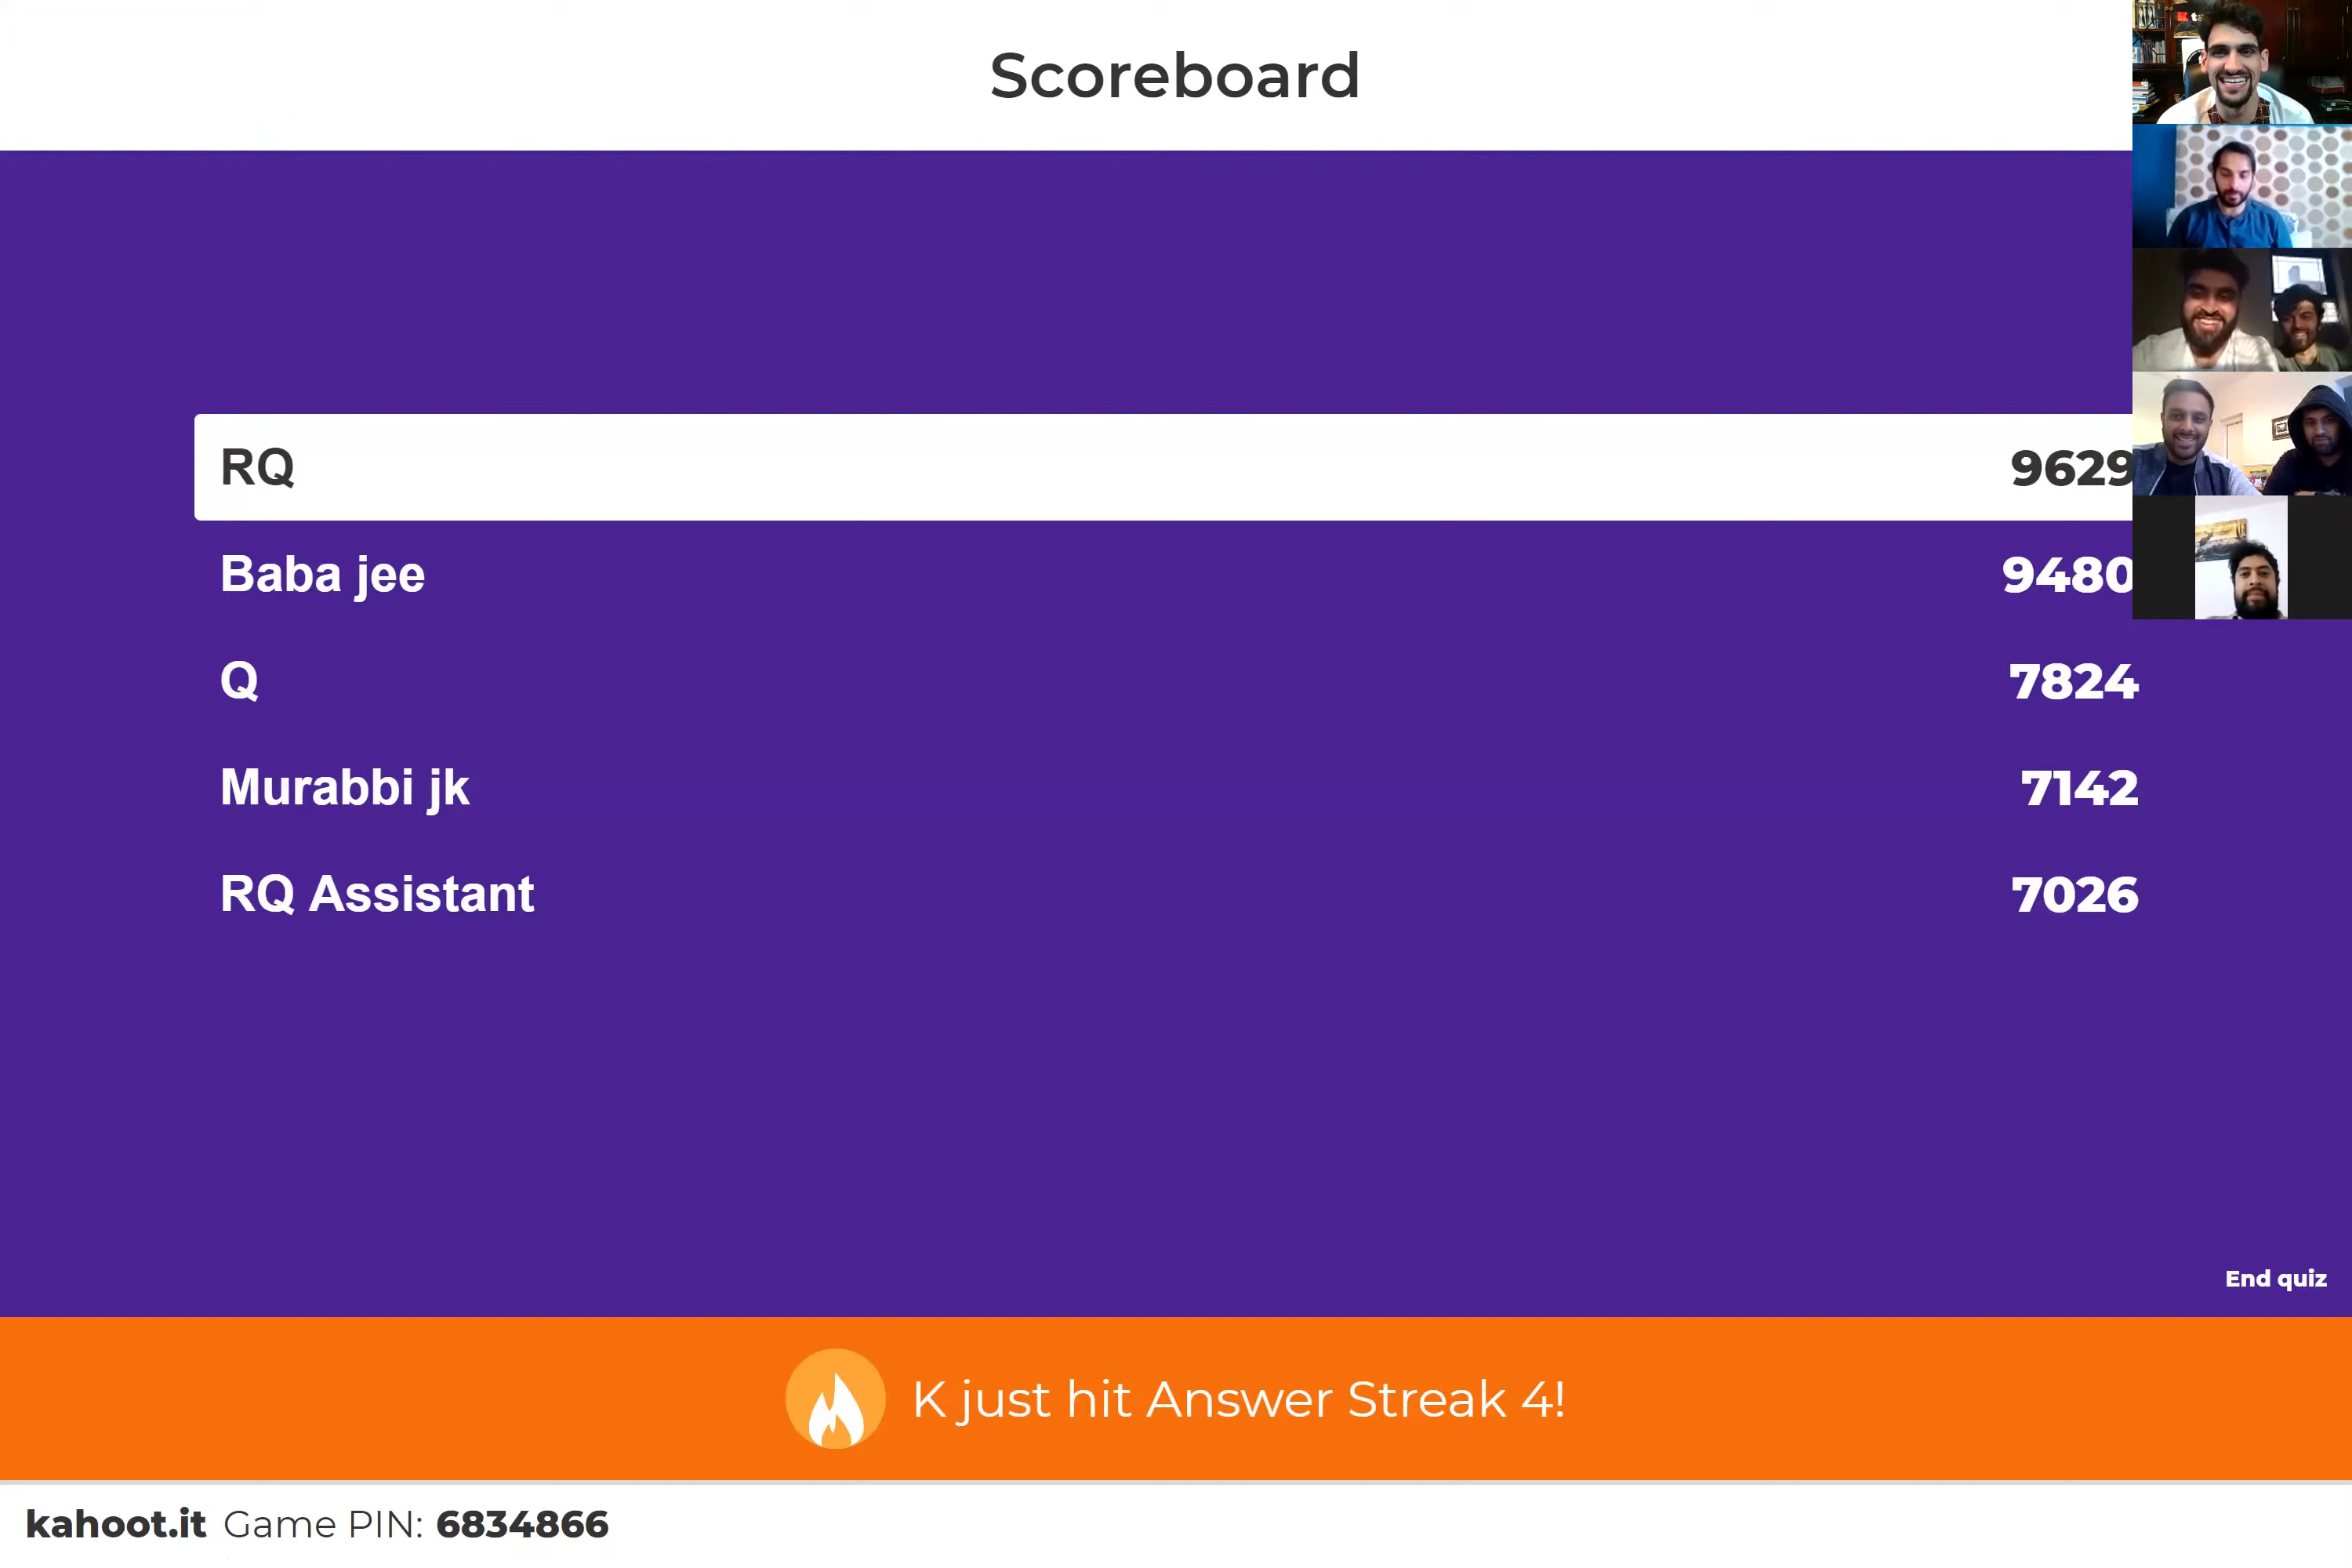 Scoreboard
RQ 9629
Baba jee 9480
Q 7824
Murabbi jk 7142
RQ Assistant 7026
End quiz
K just hit Answer Streak 4!
kahoot.it Game PIN: 6834866